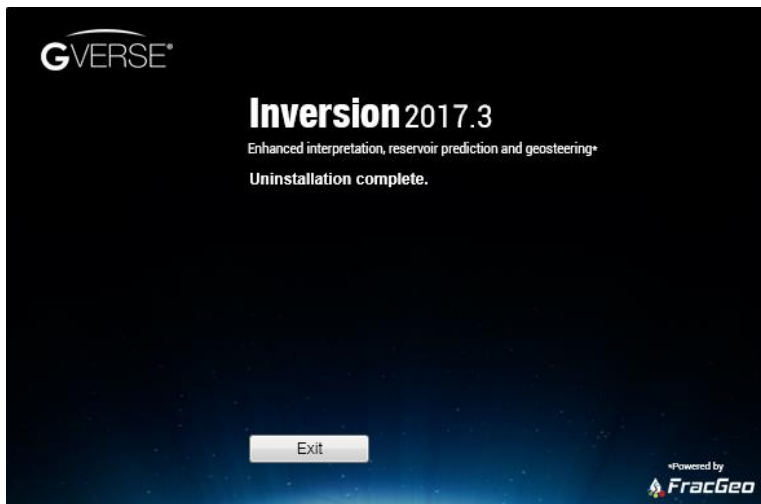 GVERSE®
Inversion 2017.3
Enhanced interpretation, reservoir prediction and geosteering*
Uninstallation complete.
Exit
*Powered by
FracGeo